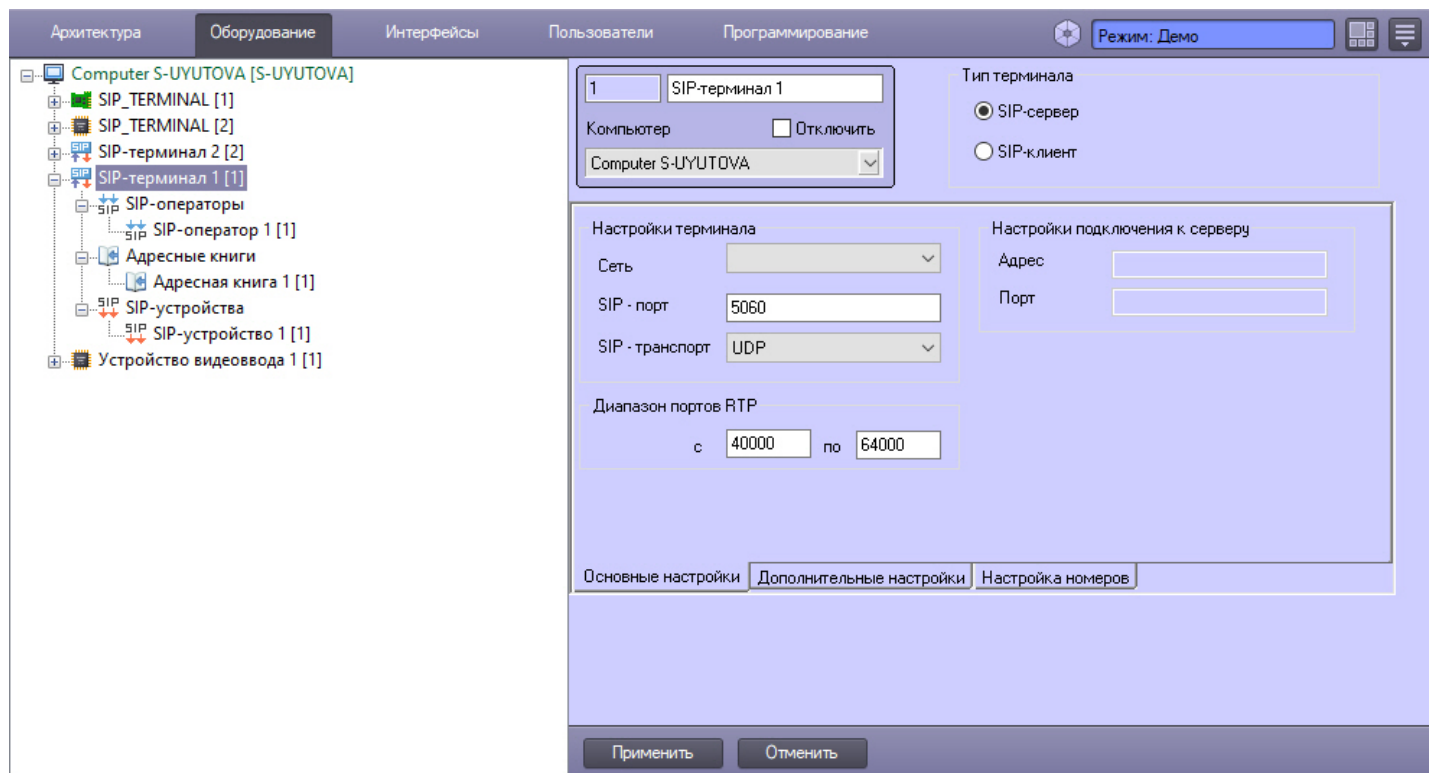 Архитектура Оборудование Интерфейсы Пользователи Программирование Режим: Демо
Computer S-UYUTOVA [S-UYUTOVA]
SIP_TERMINAL [1]
SIP_TERMINAL [2]
SIP-терминал 2 [2]
SIP-терминал 1 [1]
SIP-операторы
SIP-оператор 1 [1]
Адресные книги
Адресная книга 1 [1]
SIP-устройства
SIP-устройство 1 [1]
Устройство видеоввода 1 [1]
1 SIP-терминал 1
Компьютер Отключить
Computer S-UYUTOVA
Тип терминала
SIP-сервер
SIP-клиент
Настройки терминала
Сеть
SIP - порт 5060
SIP - транспорт UDP
Настройки подключения к серверу
Адрес
Порт
Диапазон портов RTP
с 40000 по 64000
Основные настройки Дополнительные настройки Настройка номеров
Применить Отменить